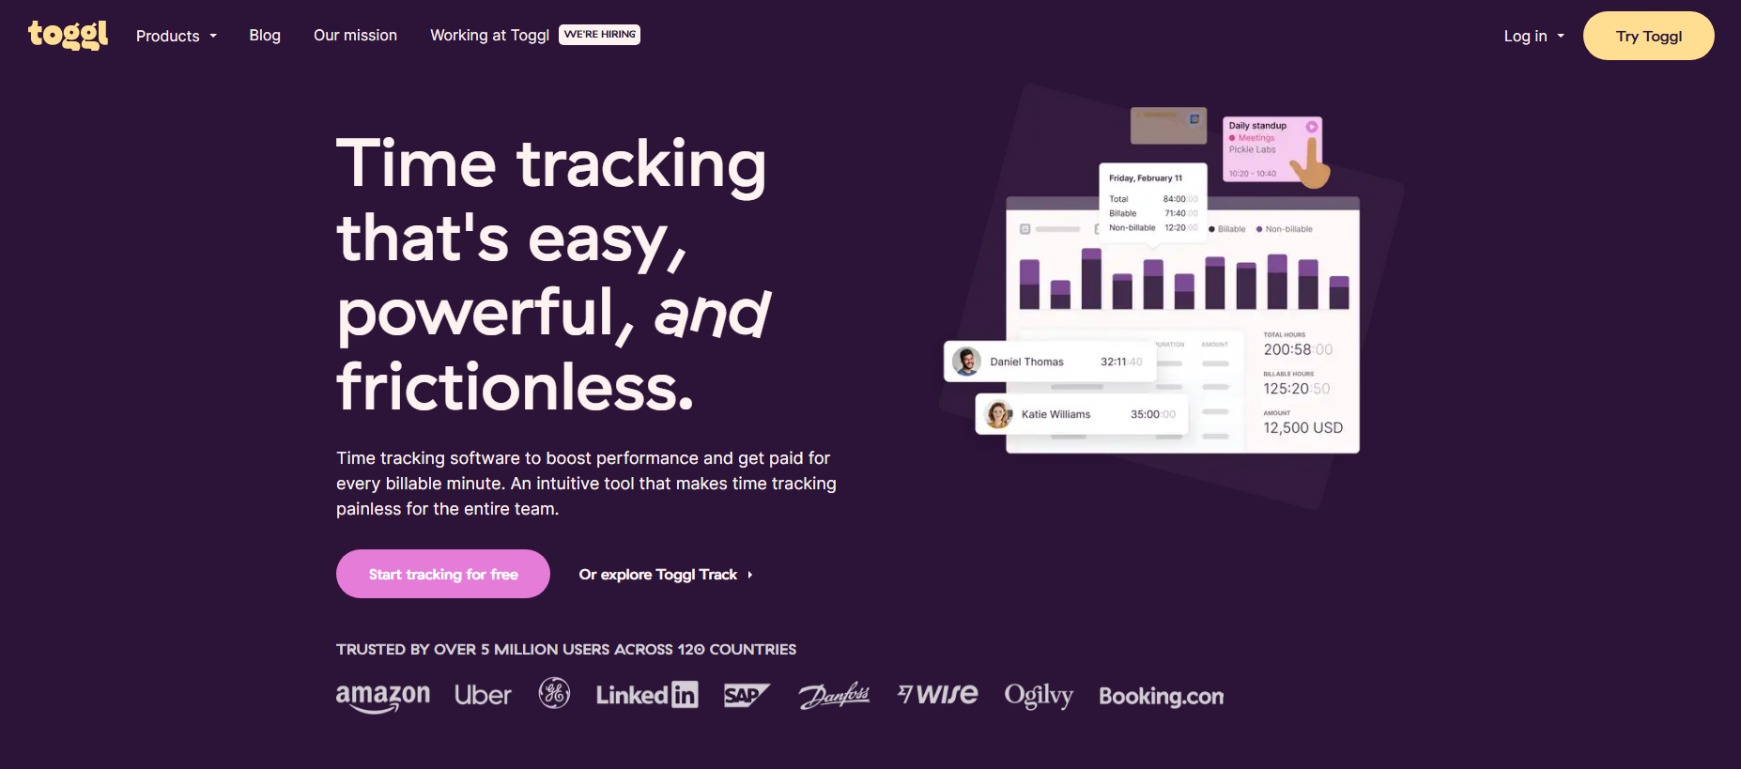 toggl
Products
Blog
Our mission
Working at Toggl
WE'RE HIRING
Log in
Try Toggl
Time tracking
that's easy,
powerful, and
frictionless.
Time tracking software to boost performance and get paid for
every billable minute. An intuitive tool that makes time tracking
painless for the entire team.
Start tracking for free
Or explore Toggl Track
Daily standup
Meetings
Pickle Labs
10:20 - 10:40
Friday, February 11
Total 84:00:00
Billable 71:40:00
Non-billable 12:20:00
Billable
Non-billable
AMOUNT
TOTAL HOURS
200:58:00
BILLABLE HOURS
125:20:50
AMOUNT
12,500 USD
Daniel Thomas 32:11:40
Katie Williams 35:00:00
TRUSTED BY OVER 5 MILLION USERS ACROSS 120 COUNTRIES
amazon Uber GE LinkedIn SAP Danfoss WISE Ogilvy Booking.com